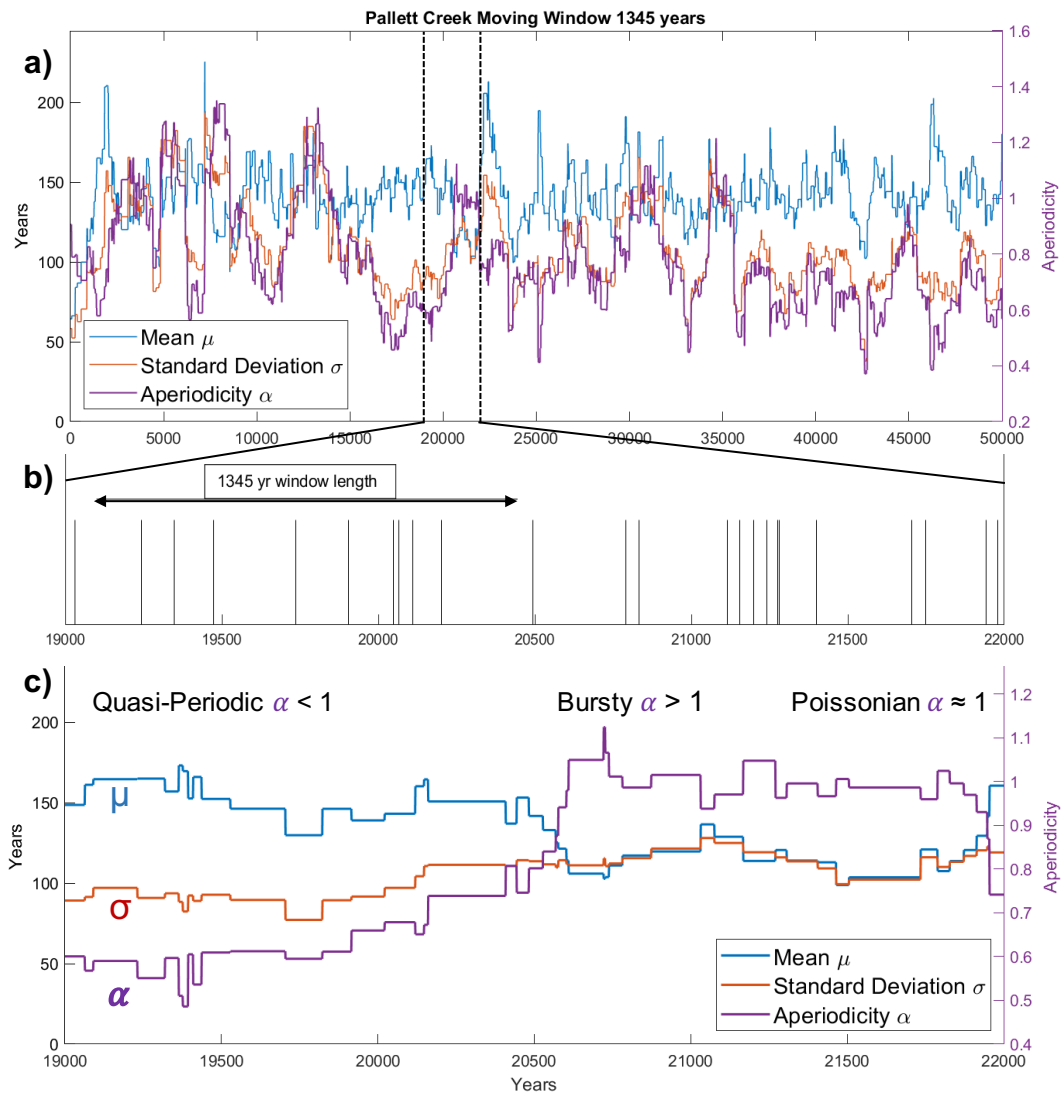 Pallett Creek Moving Window 1345 years
a)
200
150
100
50
0
Years
1.6
1.4
1.2
1
0.8
0.6
0.4
0.2
Aperiodicity
Mean μ
Standard Deviation σ
Aperiodicity α
0 5000 10000 15000 20000 25000 30000 35000 40000 45000 50000
b)
1345 yr window length
19000 19500 20000 20500 21000 21500 22000
c)
Quasi-Periodic α < 1 Bursty α > 1 Poissonian α ≈ 1
200
150
100
50
0
Years
μ
σ
α
1.2
1.1
1
0.9
0.8
0.7
0.6
0.5
0.4
Aperiodicity
Mean μ
Standard Deviation σ
Aperiodicity α
19000 19500 20000 20500 21000 21500 22000
Years